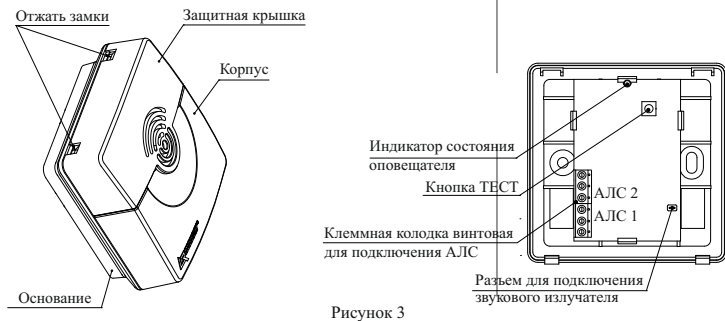 Отжать замки
Защитная крышка
Корпус
Основание
Индикатор состояния
оповещателя
Кнопка ТЕСТ
Клеммная колодка винтовая
для подключения АЛС
АЛС 2
АЛС 1
Разъем для подключения
звукового излучателя
Рисунок 3